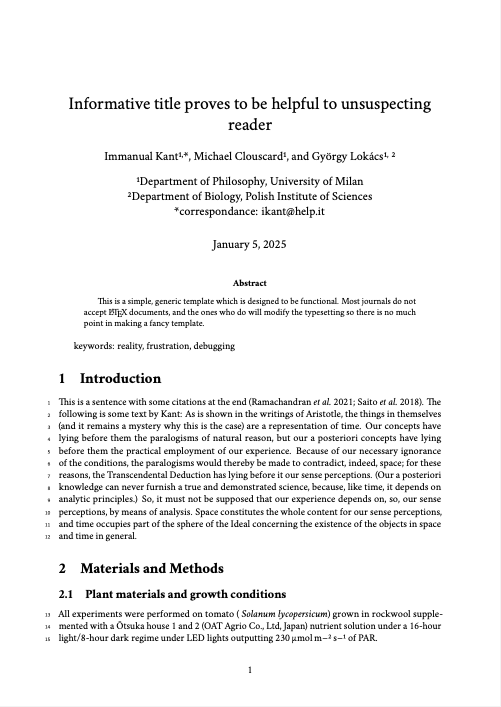 Informative title proves to be helpful to unsuspecting
reader
Immanual Kant¹,*, Michael Clouscard¹, and György Lokács¹, ²
¹Department of Philosophy, University of Milan
²Department of Biology, Polish Institute of Sciences
*correspondance: ikant@help.it
January 5, 2025
Abstract
This is a simple, generic template which is designed to be functional. Most journals do not
accept LATEX documents, and the ones who do will modify the typesetting so there is no much
point in making a fancy template.
keywords: reality, frustration, debugging
1 Introduction
1 This is a sentence with some citations at the end (Ramachandran et al. 2021; Saito et al. 2018). The
2 following is some text by Kant: As is shown in the writings of Aristotle, the things in themselves
3 (and it remains a mystery why this is the case) are a representation of time. Our concepts have
4 lying before them the paralogisms of natural reason, but our a posteriori concepts have lying
5 before them the practical employment of our experience. Because of our necessary ignorance
6 of the conditions, the paralogisms would thereby be made to contradict, indeed, space; for these
7 reasons, the Transcendental Deduction has lying before it our sense perceptions. (Our a posteriori
8 knowledge can never furnish a true and demonstrated science, because, like time, it depends on
9 analytic principles.) So, it must not be supposed that our experience depends on, so, our sense
10 perceptions, by means of analysis. Space constitutes the whole content for our sense perceptions,
11 and time occupies part of the sphere of the Ideal concerning the existence of the objects in space
12 and time in general.
2 Materials and Methods
2.1 Plant materials and growth conditions
13 All experiments were performed on tomato ( Solanum lycopersicum) grown in rockwool supple-
14 mented with a Ōtsuka house 1 and 2 (OAT Agrio Co., Ltd, Japan) nutrient solution under a 16-hour
15 light/8-hour dark regime under LED lights outputting 230 µmol m−² s−¹ of PAR.
1